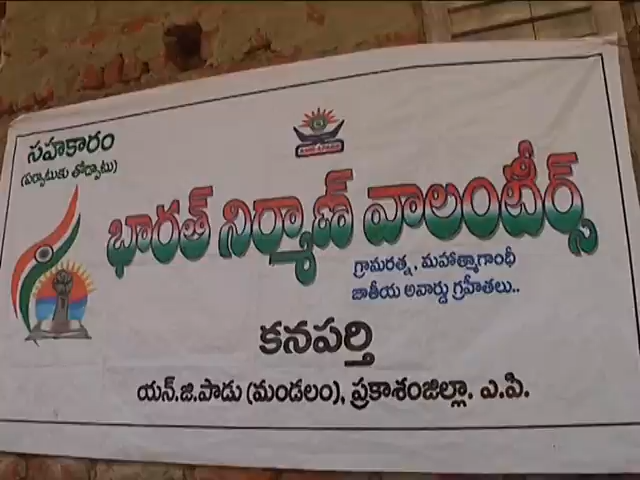 సహకారం
(ఏర్పాటుకు తోడ్పాటు)
భారత్ నిర్మాణ్ వాలంటీర్స్
గ్రామరత్న, మహాత్మాగాంధీ
జాతీయ అవార్డు గ్రహీతలు..
కనపర్తి
యన్.జి.పాడు (మండలం), ప్రకాశంజిల్లా. ఎ.పి.